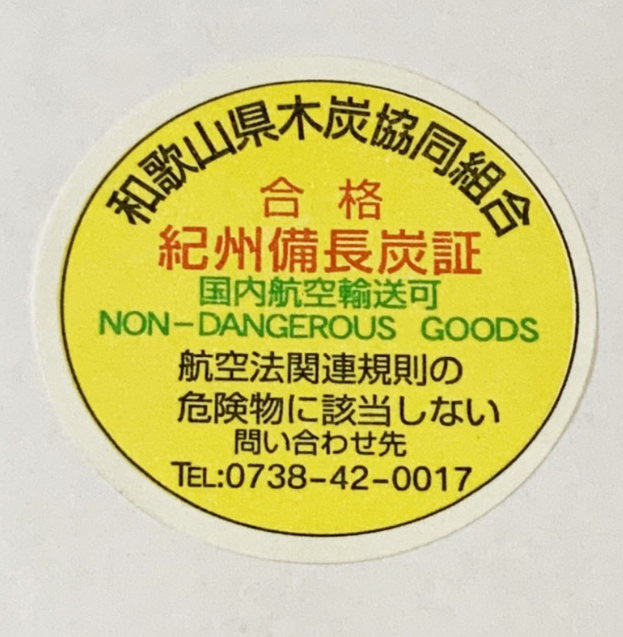 和歌山県木炭協同組合
合格
紀州備長炭証
国内航空輸送可
NON-DANGEROUS GOODS
航空法関連規則の
危険物に該当しない
問い合わせ先
TEL:0738-42-0017